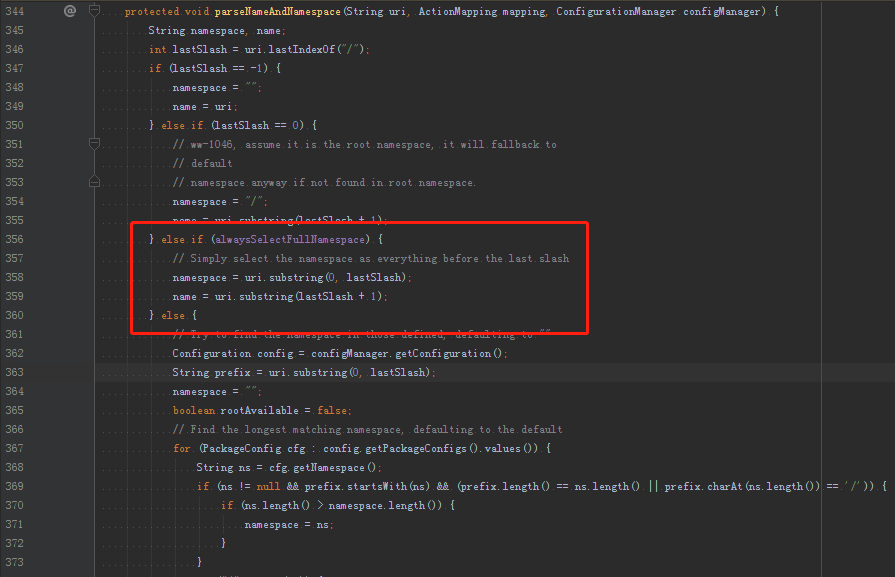 344 @ protected void parseNameAndNamespace(String uri, ActionMapping mapping, ConfigurationManager configManager) {
345 String namespace, name;
346 int lastSlash = uri.lastIndexOf("/");
347 if (lastSlash == -1) {
348 namespace = "";
349 name = uri;
350 } else if (lastSlash == 0) {
351 // ww-1046, assume it is the root namespace, it will fallback to
352 // default
353 // namespace anyway if not found in root namespace.
354 namespace = "/";
355 name = uri.substring(lastSlash + 1);
356 } else if (alwaysSelectFullNamespace) {
357 // Simply select the namespace as everything before the last slash
358 namespace = uri.substring(0, lastSlash);
359 name = uri.substring(lastSlash + 1);
360 } else {
361 // Try to find the namespace in those defined, defaulting to ""
362 Configuration config = configManager.getConfiguration();
363 String prefix = uri.substring(0, lastSlash);
364 namespace = "";
365 boolean rootAvailable = false;
366 // Find the longest matching namespace, defaulting to the default
367 for (PackageConfig cfg : config.getPackageConfigs().values()) {
368 String ns = cfg.getNamespace();
369 if (ns != null && prefix.startsWith(ns) && (prefix.length() == ns.length() || prefix.charAt(ns.length()) == '/')) {
370 if (ns.length() > namespace.length()) {
371 namespace = ns;
372 }
373 }